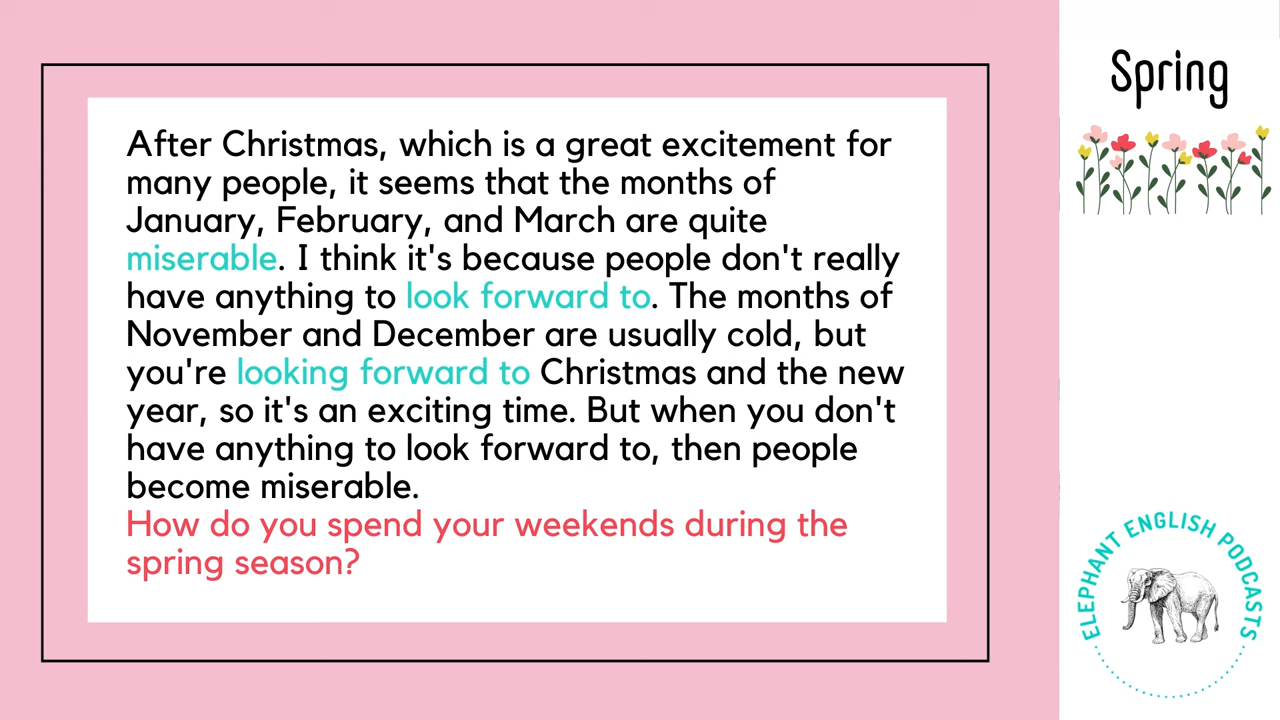 After Christmas, which is a great excitement for
many people, it seems that the months of
January, February, and March are quite
miserable. I think it's because people don't really
have anything to look forward to. The months of
November and December are usually cold, but
you're looking forward to Christmas and the new
year, so it's an exciting time. But when you don't
have anything to look forward to, then people
become miserable.
How do you spend your weekends during the
spring season?
Spring
ELEPHANT ENGLISH PODCASTS